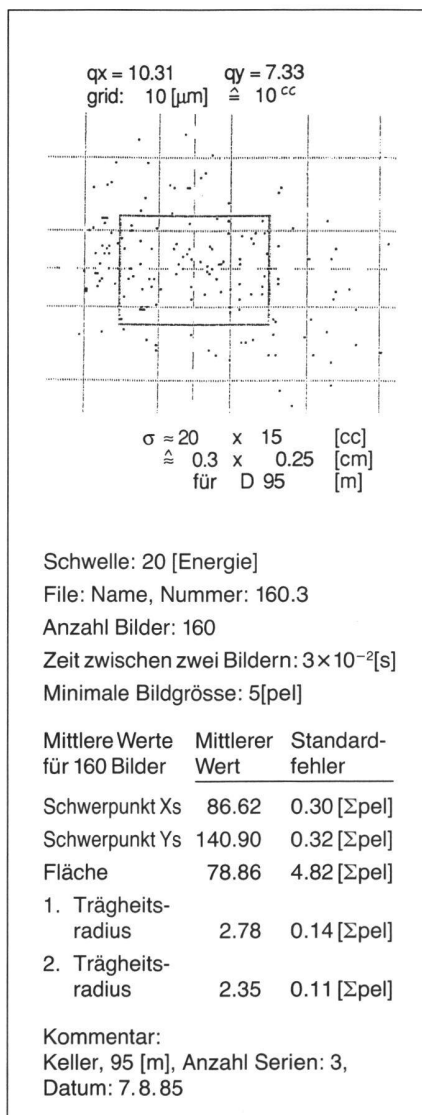 qx = 10.31 qy = 7.33
grid: 10 [μm] ≙ 10 cc
σ ≈ 20 x 15 [cc]
≙ 0.3 x 0.25 [cm]
für D 95 [m]
Schwelle: 20 [Energie]
File: Name, Nummer: 160.3
Anzahl Bilder: 160
Zeit zwischen zwei Bildern: 3×10⁻²[s]
Minimale Bildgrösse: 5[pel]
Mittlere Werte Mittlerer Standard-
für 160 Bilder Wert fehler
Schwerpunkt Xs 86.62 0.30 [Σpel]
Schwerpunkt Ys 140.90 0.32 [Σpel]
Fläche 78.86 4.82 [Σpel]
1. Trägheits-
radius 2.78 0.14 [Σpel]
2. Trägheits-
radius 2.35 0.11 [Σpel]
Kommentar:
Keller, 95 [m], Anzahl Serien: 3,
Datum: 7.8.85